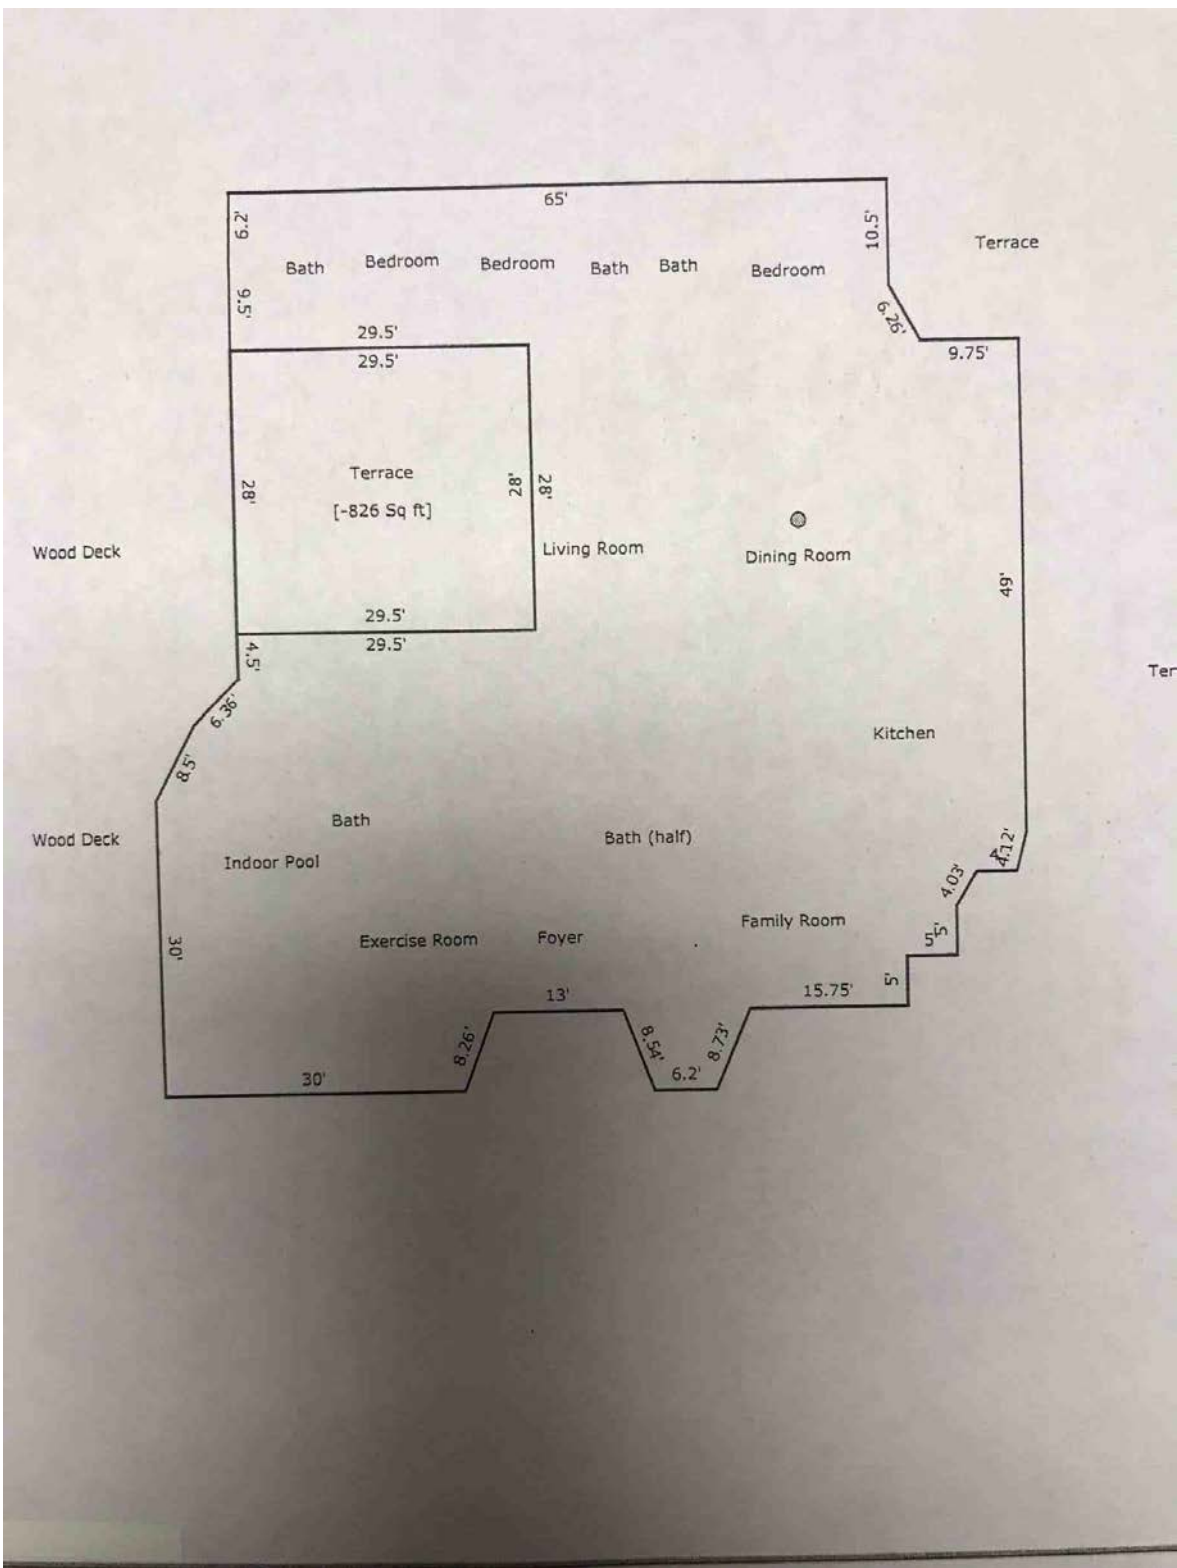 65'
6.2'
10.5'
Terrace
Bath Bedroom Bedroom Bath Bath Bedroom
9.5'
6.26'
29.5'
9.75'
29.5'
Terrace
28'
28'
28'
[-826 Sq ft]
Wood Deck
Living Room
Dining Room
49'
29.5'
29.5'
4.5'
Ter
6.36'
Kitchen
8.5'
Bath
Wood Deck
Bath (half)
4.12'
Indoor Pool
4.03'
Family Room
30'
Exercise Room
Foyer
5'
5'
5'
13'
15.75'
8.26'
8.54'
8.73'
30'
6.2'